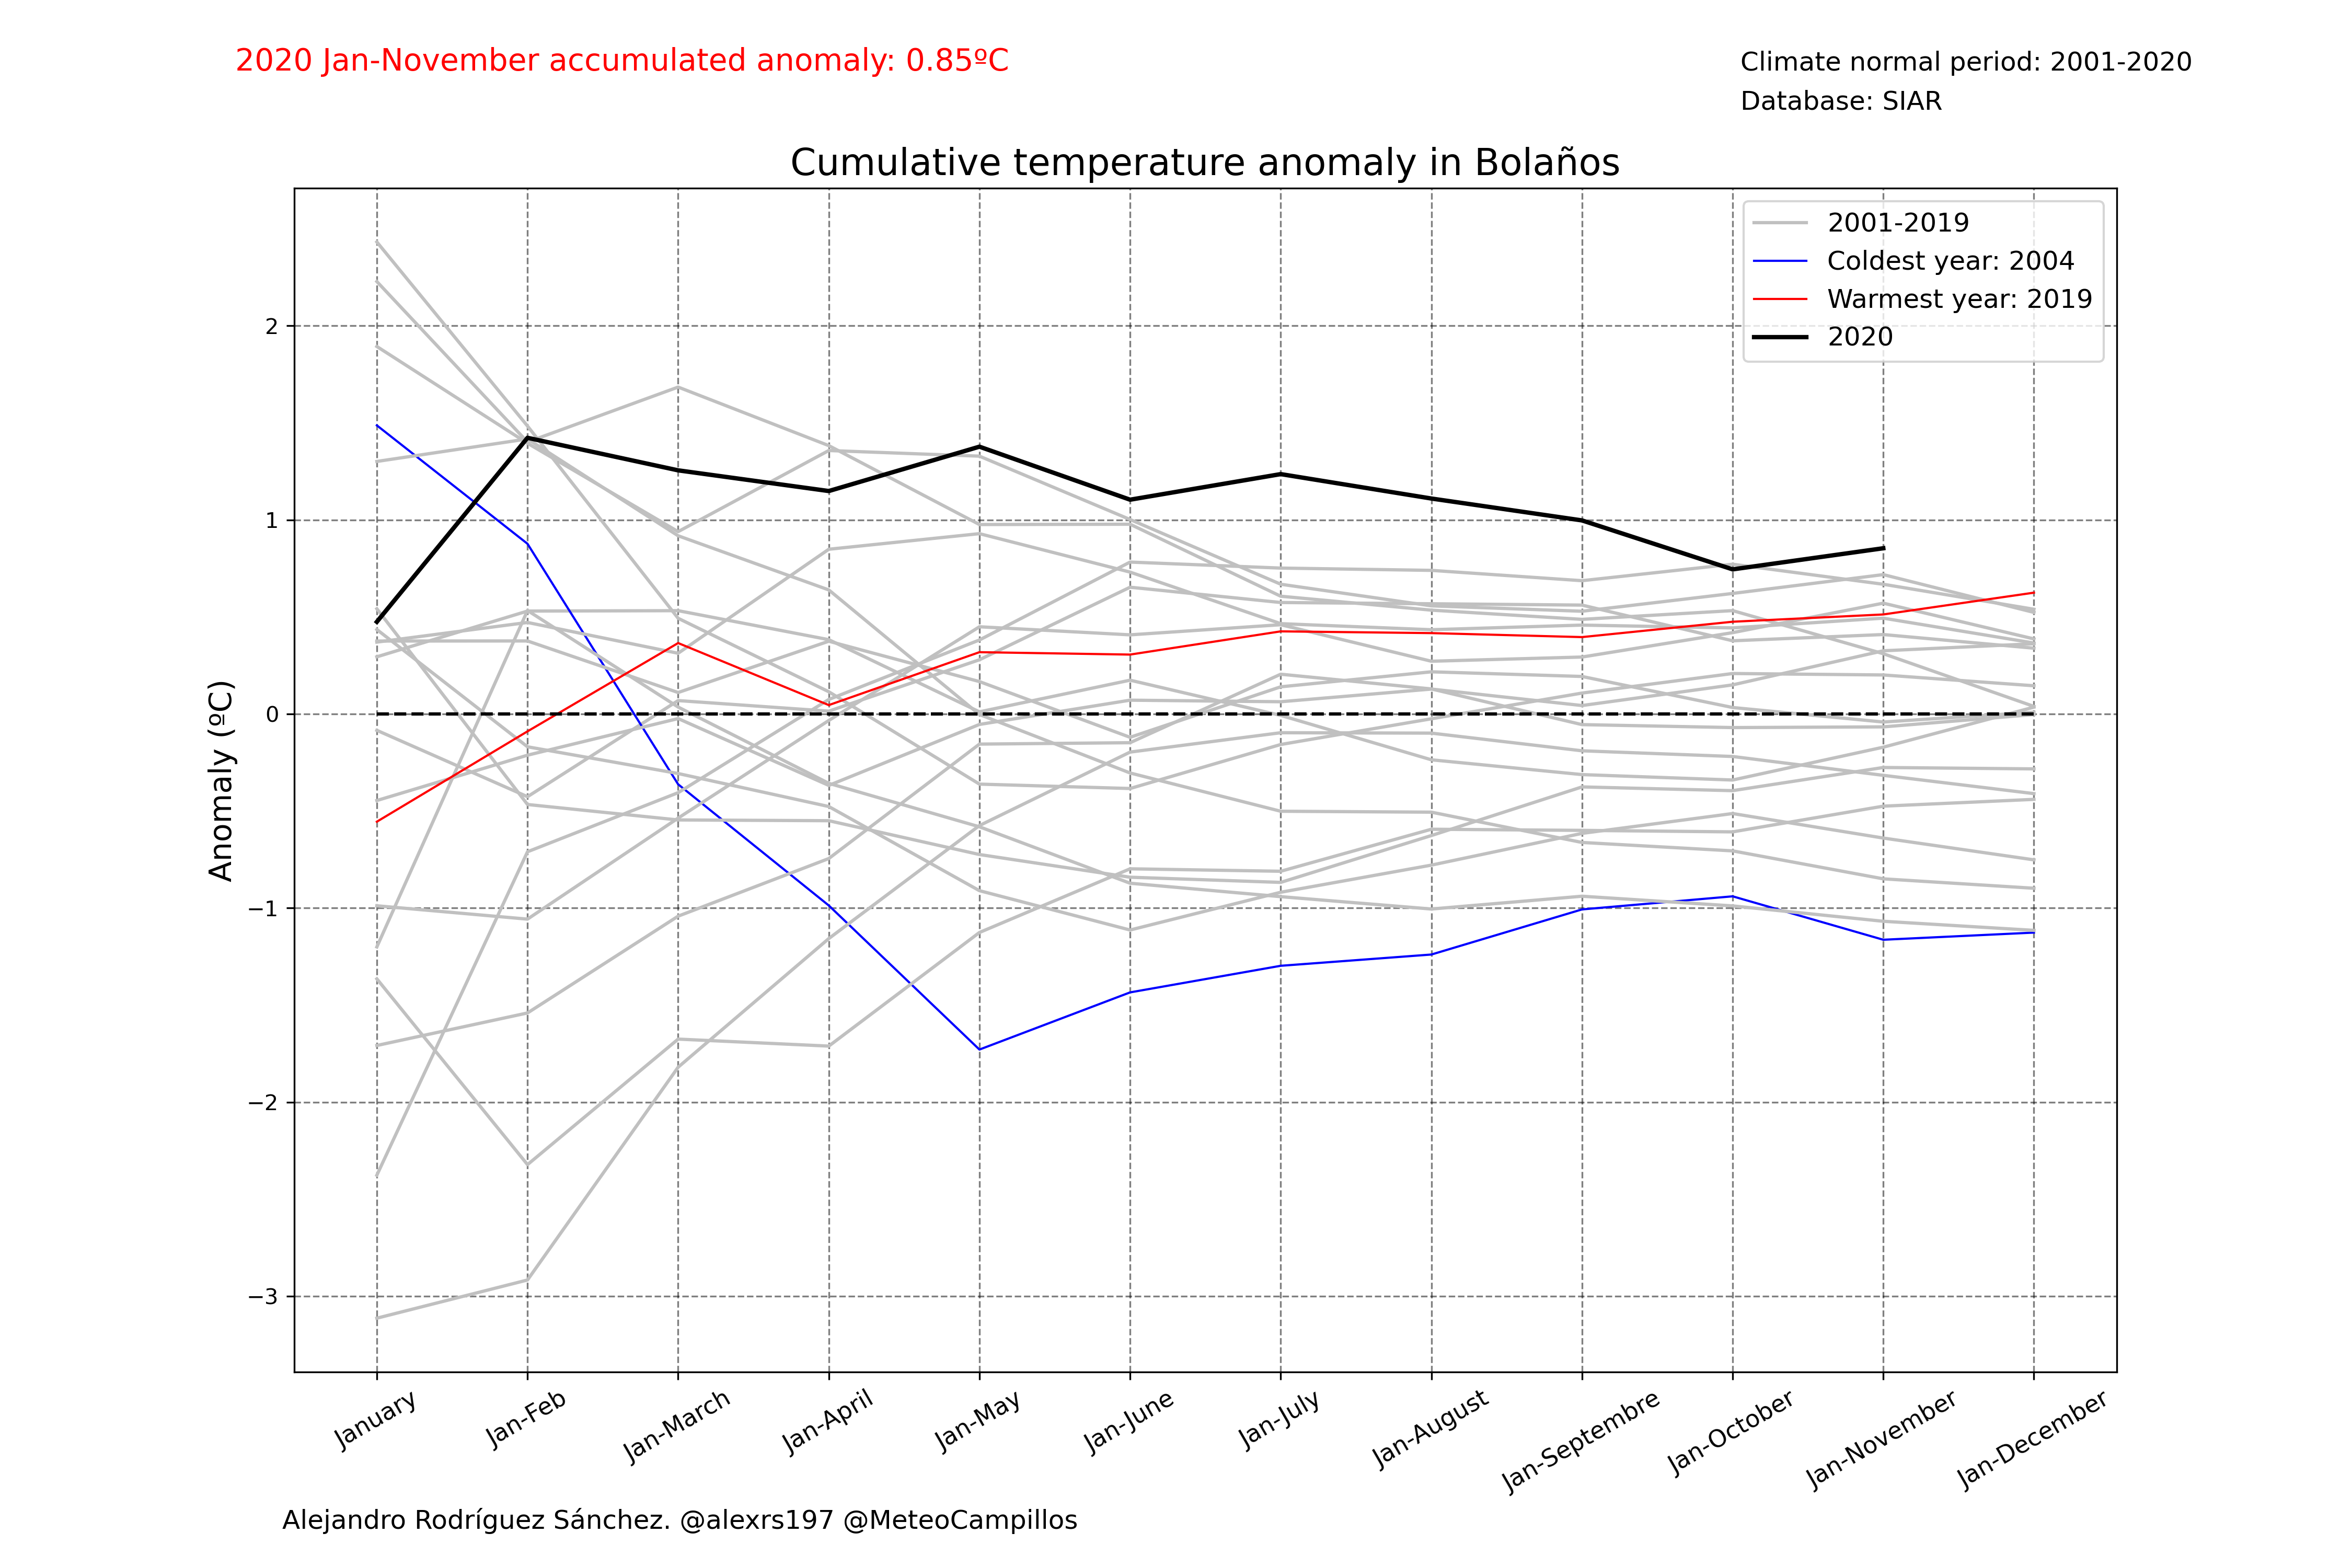 2020 Jan-November accumulated anomaly: 0.85ºC
Climate normal period: 2001-2020
Database: SIAR
Cumulative temperature anomaly in Bolaños
2001-2019
Coldest year: 2004
Warmest year: 2019
2020
Anomaly (ºC)
2
1
0
−1
−2
−3
January
Jan-Feb
Jan-March
Jan-April
Jan-May
Jan-June
Jan-July
Jan-August
Jan-Septembre
Jan-October
Jan-November
Jan-December
Alejandro Rodríguez Sánchez. @alexrs197 @MeteoCampillos